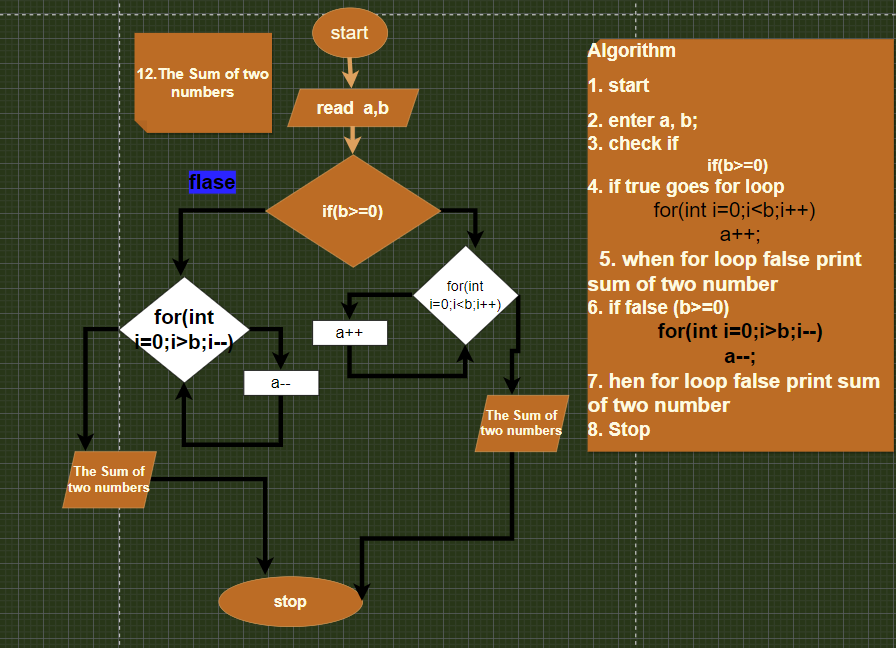 start
12.The Sum of two
numbers
read a,b
flase
if(b>=0)
for(int
i=0;i<b;i++)
a++
for(int
i=0;i>b;i--)
a--
The Sum of
two numbers
The Sum of
two numbers
stop
Algorithm
1. start
2. enter a, b;
3. check if
if(b>=0)
4. if true goes for loop
for(int i=0;i<b;i++)
a++;
5. when for loop false print
sum of two number
6. if false (b>=0)
for(int i=0;i>b;i--)
a--;
7. hen for loop false print sum
of two number
8. Stop